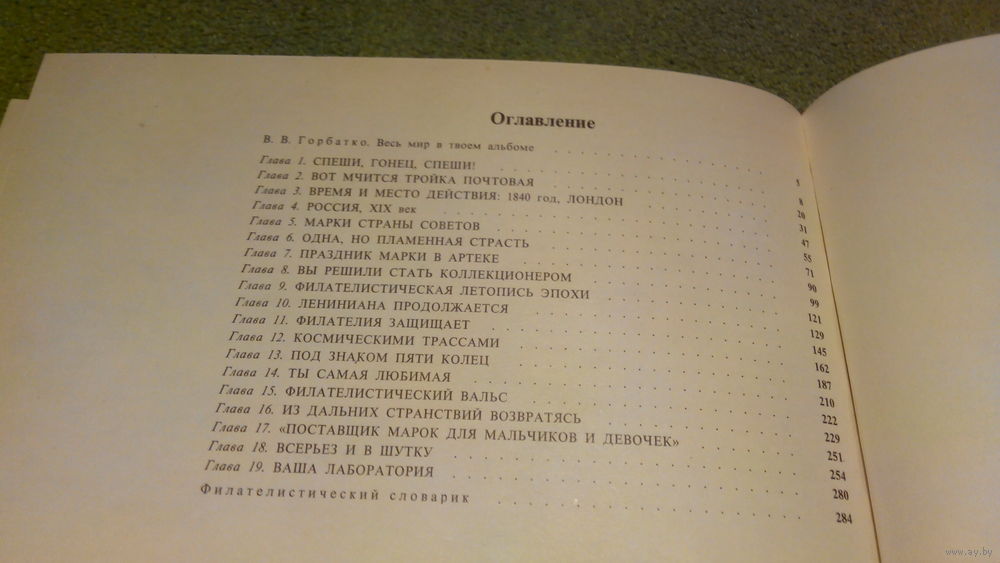 Оглавление
В. В. Горбатко. Весь мир в твоем альбоме . . . . . 5
Глава 1. СПЕШИ, ГОНЕЦ, СПЕШИ! . . . . . 8
Глава 2. ВОТ МЧИТСЯ ТРОЙКА ПОЧТОВАЯ . . . . . 20
Глава 3. ВРЕМЯ И МЕСТО ДЕЙСТВИЯ: 1840 год, ЛОНДОН . . . . . 31
Глава 4. РОССИЯ, XIX век . . . . . 47
Глава 5. МАРКИ СТРАНЫ СОВЕТОВ . . . . . 55
Глава 6. ОДНА, НО ПЛАМЕННАЯ СТРАСТЬ . . . . . 71
Глава 7. ПРАЗДНИК МАРКИ В АРТЕКЕ . . . . . 90
Глава 8. ВЫ РЕШИЛИ СТАТЬ КОЛЛЕКЦИОНЕРОМ . . . . . 99
Глава 9. ФИЛАТЕЛИСТИЧЕСКАЯ ЛЕТОПИСЬ ЭПОХИ . . . . . 121
Глава 10. ЛЕНИНИАНА ПРОДОЛЖАЕТСЯ . . . . . 129
Глава 11. ФИЛАТЕЛИЯ ЗАЩИЩАЕТ . . . . . 145
Глава 12. КОСМИЧЕСКИМИ ТРАССАМИ . . . . . 162
Глава 13. ПОД ЗНАКОМ ПЯТИ КОЛЕЦ . . . . . 187
Глава 14. ТЫ САМАЯ ЛЮБИМАЯ . . . . . 210
Глава 15. ФИЛАТЕЛИСТИЧЕСКИЙ ВАЛЬС . . . . . 222
Глава 16. ИЗ ДАЛЬНИХ СТРАНСТВИЙ ВОЗВРАТЯСЬ . . . . . 229
Глава 17. «ПОСТАВЩИК МАРОК ДЛЯ МАЛЬЧИКОВ И ДЕВОЧЕК» . . . . . 251
Глава 18. ВСЕРЬЕЗ И В ШУТКУ . . . . . 254
Глава 19. ВАША ЛАБОРАТОРИЯ . . . . . 280
Филателистический словарик . . . . . 284
www.ay.by